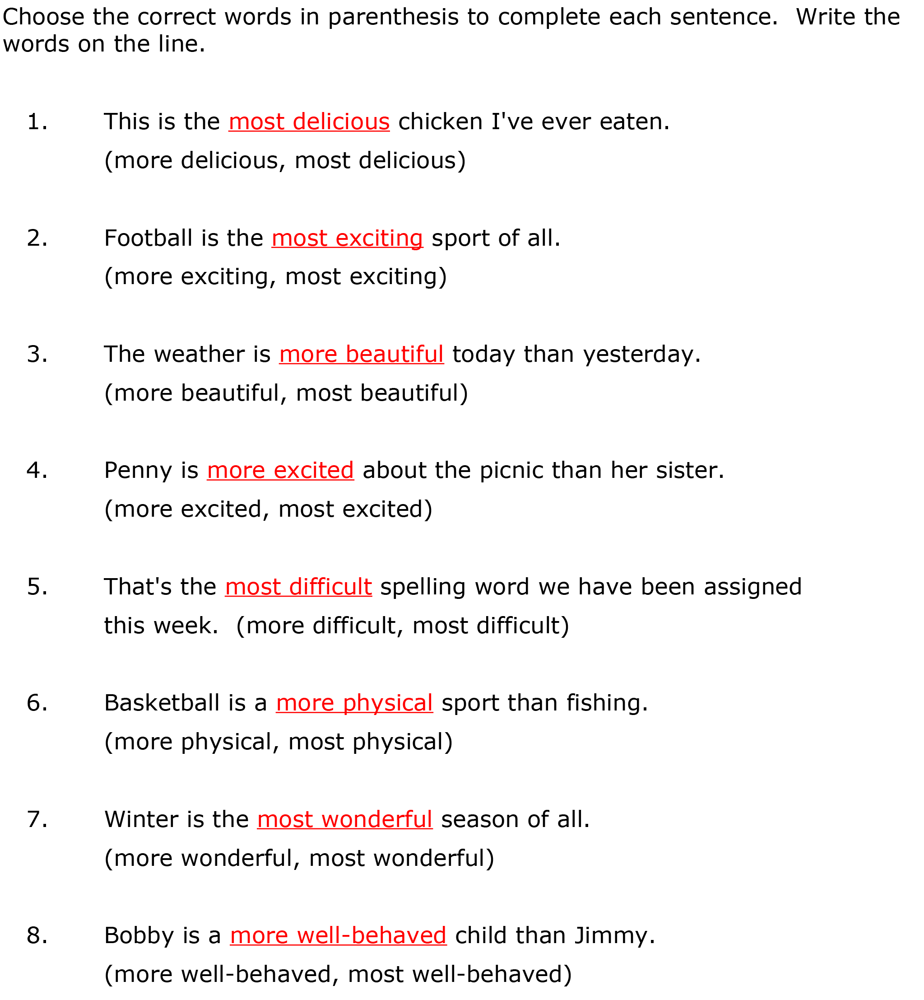 Choose the correct words in parenthesis to complete each sentence.  Write the
words on the line.
1. This is the most delicious chicken I've ever eaten.
(more delicious, most delicious)
2. Football is the most exciting sport of all.
(more exciting, most exciting)
3. The weather is more beautiful today than yesterday.
(more beautiful, most beautiful)
4. Penny is more excited about the picnic than her sister.
(more excited, most excited)
5. That's the most difficult spelling word we have been assigned
this week.  (more difficult, most difficult)
6. Basketball is a more physical sport than fishing.
(more physical, most physical)
7. Winter is the most wonderful season of all.
(more wonderful, most wonderful)
8. Bobby is a more well-behaved child than Jimmy.
(more well-behaved, most well-behaved)